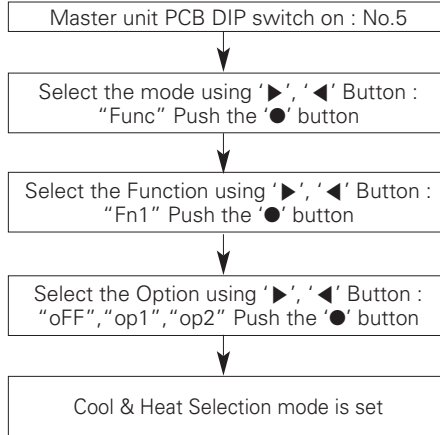 Master unit PCB DIP switch on : No.5
Select the mode using ‘▶’, ‘◀‘ Button :
“Func” Push the ‘●’ button
Select the Function using ‘▶’, ‘◀‘ Button :
“Fn1” Push the ‘●’ button
Select the Option using ‘▶’, ‘◀‘ Button :
“oFF”,“op1”,“op2” Push the ‘●’ button
Cool & Heat Selection mode is set